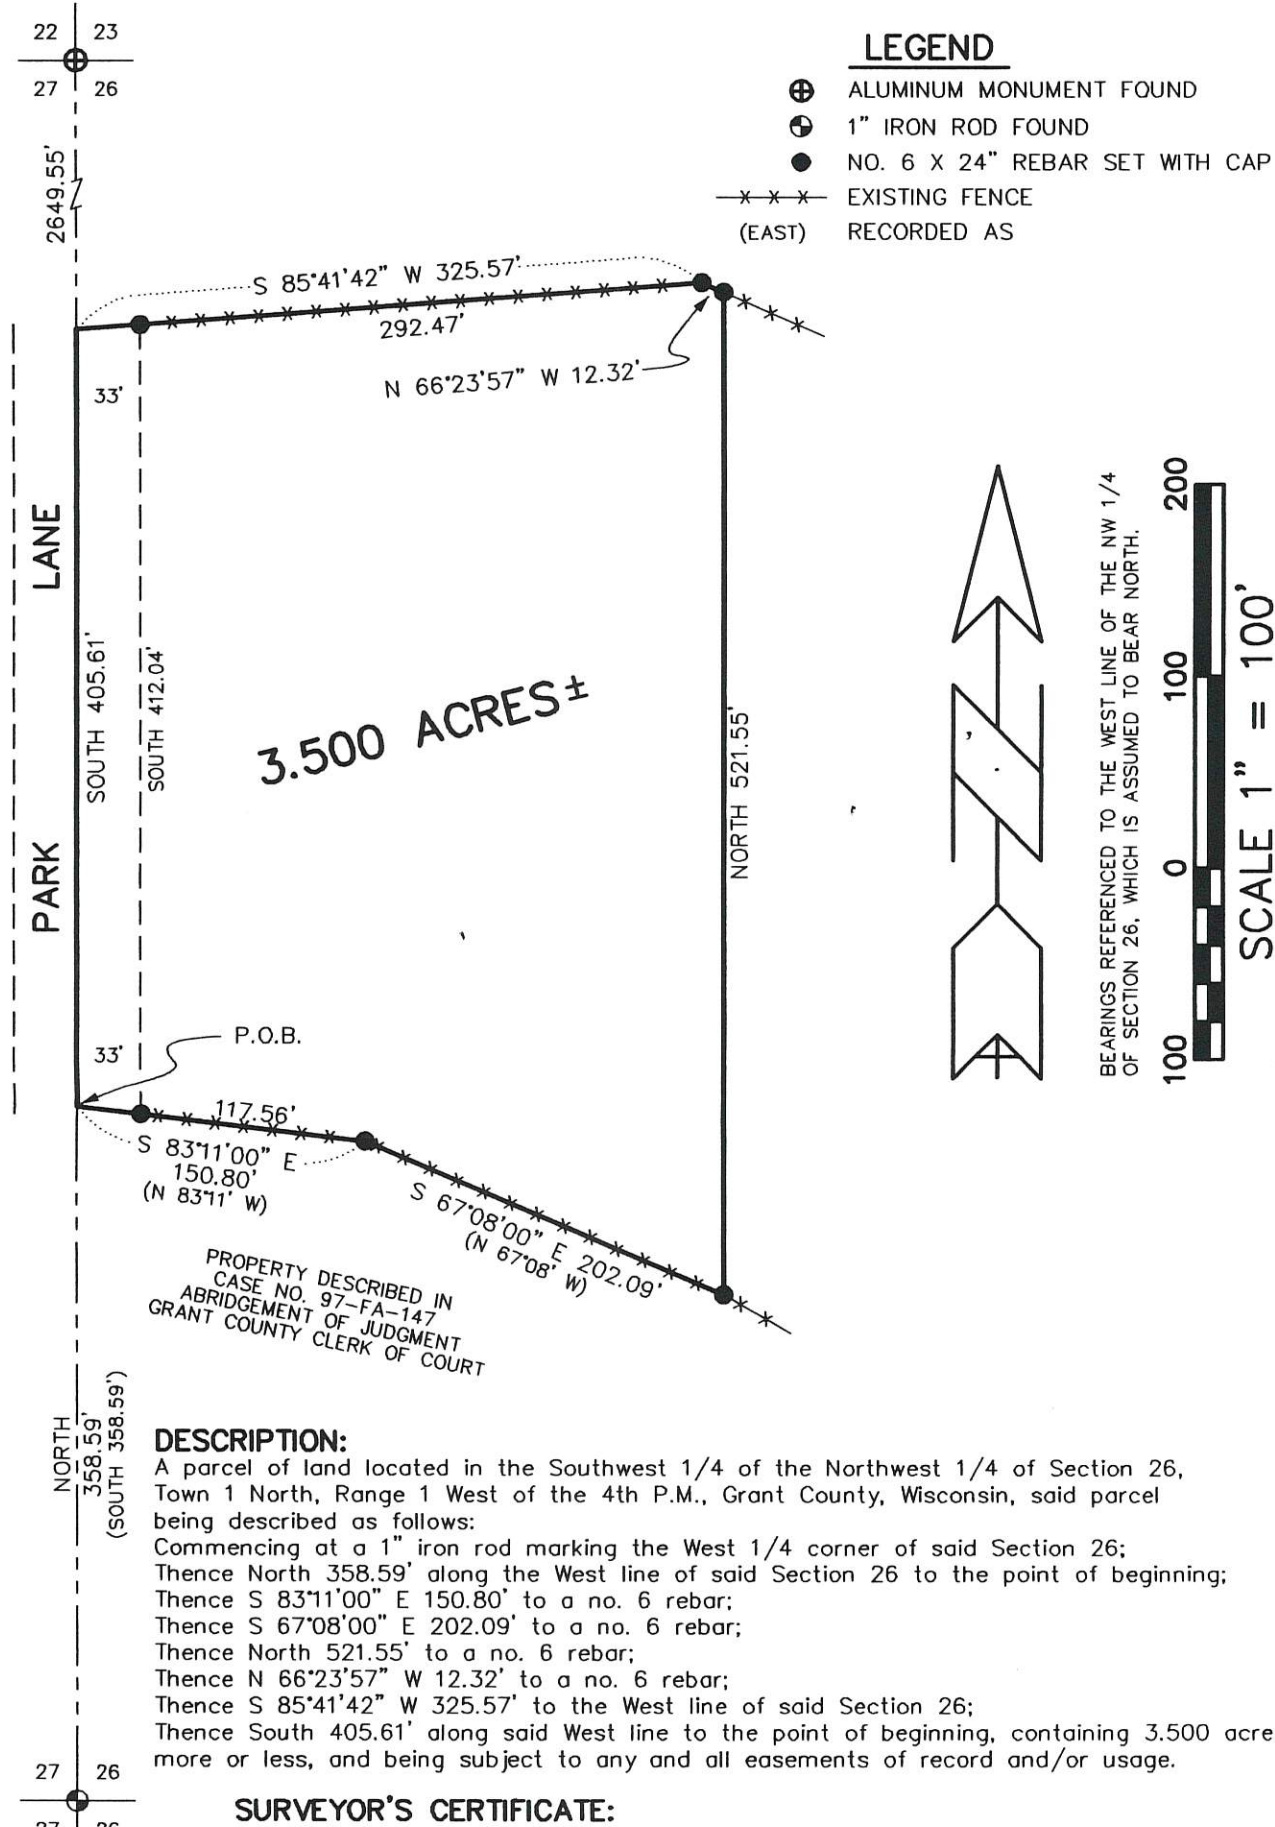 22 23
27 26
2649.55'
LEGEND
ALUMINUM MONUMENT FOUND
1" IRON ROD FOUND
NO. 6 X 24" REBAR SET WITH CAP
EXISTING FENCE
(EAST) RECORDED AS
S 85°41'42" W 325.57'
292.47'
N 66°23'57" W 12.32'
33'
PARK LANE
SOUTH 405.61'
SOUTH 412.04'
3.500 ACRES±
NORTH 521.55'
BEARINGS REFERENCED TO THE WEST LINE OF THE NW 1/4
OF SECTION 26, WHICH IS ASSUMED TO BEAR NORTH.
100 0 100 200
SCALE 1" = 100'
33'
P.O.B.
117.56'
S 83°11'00" E
150.80'
(N 83°11' W)
S 67°08'00" E 202.09'
(N 67°08' W)
PROPERTY DESCRIBED IN
CASE NO. 97-FA-147
ABRIDGEMENT OF JUDGMENT
GRANT COUNTY CLERK OF COURT
NORTH
358.59'
(SOUTH 358.59')
DESCRIPTION:
A parcel of land located in the Southwest 1/4 of the Northwest 1/4 of Section 26,
Town 1 North, Range 1 West of the 4th P.M., Grant County, Wisconsin, said parcel
being described as follows:
Commencing at a 1" iron rod marking the West 1/4 corner of said Section 26;
Thence North 358.59' along the West line of said Section 26 to the point of beginning;
Thence S 83°11'00" E 150.80' to a no. 6 rebar;
Thence S 67°08'00" E 202.09' to a no. 6 rebar;
Thence North 521.55' to a no. 6 rebar;
Thence N 66°23'57" W 12.32' to a no. 6 rebar;
Thence S 85°41'42" W 325.57' to the West line of said Section 26;
Thence South 405.61' along said West line to the point of beginning, containing 3.500 acre
more or less, and being subject to any and all easements of record and/or usage.
27 26
27 26
SURVEYOR'S CERTIFICATE: